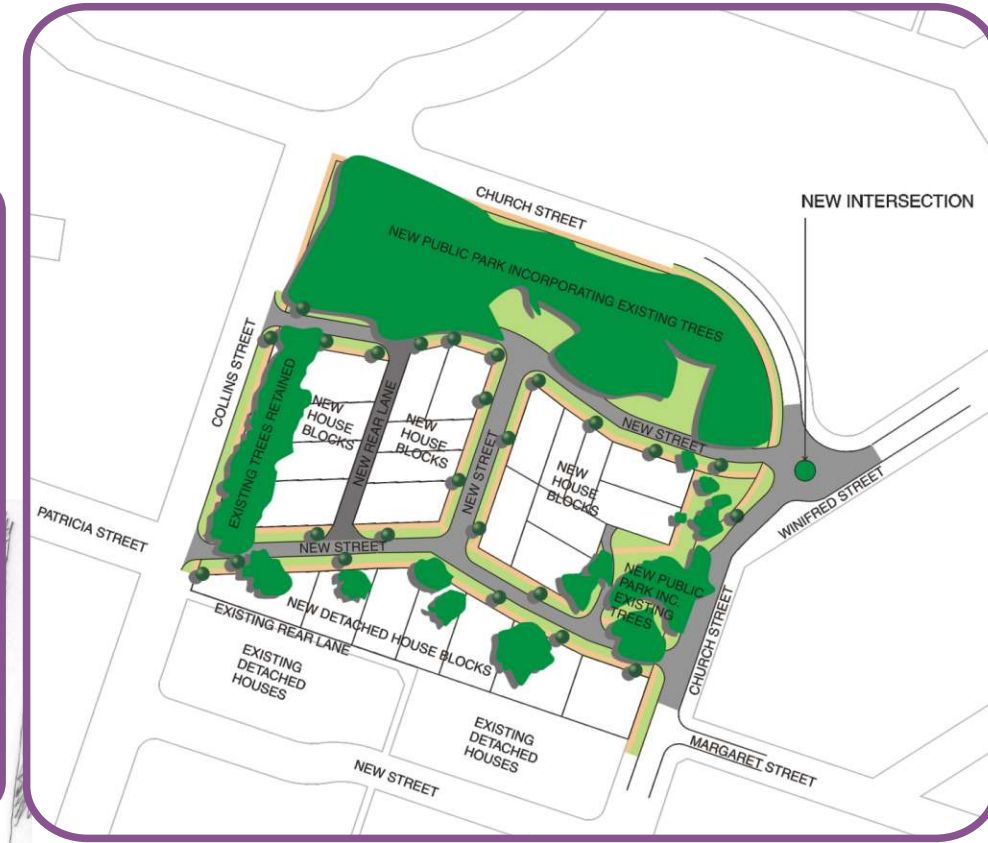 CHURCH STREET
NEW INTERSECTION
NEW PUBLIC PARK INCORPORATING EXISTING TREES
COLLINS STREET
EXISTING TREES RETAINED
NEW
HOUSE
BLOCKS
NEW REAR LANE
NEW
HOUSE
BLOCKS
NEW STREET
NEW
HOUSE
BLOCKS
NEW STREET
WINIFRED STREET
PATRICIA STREET
NEW STREET
NEW PUBLIC
PARK INC.
EXISTING
TREES
CHURCH STREET
NEW DETACHED HOUSE BLOCKS
EXISTING REAR LANE
EXISTING
DETACHED
HOUSES
EXISTING
DETACHED
HOUSES
MARGARET STREET
NEW STREET